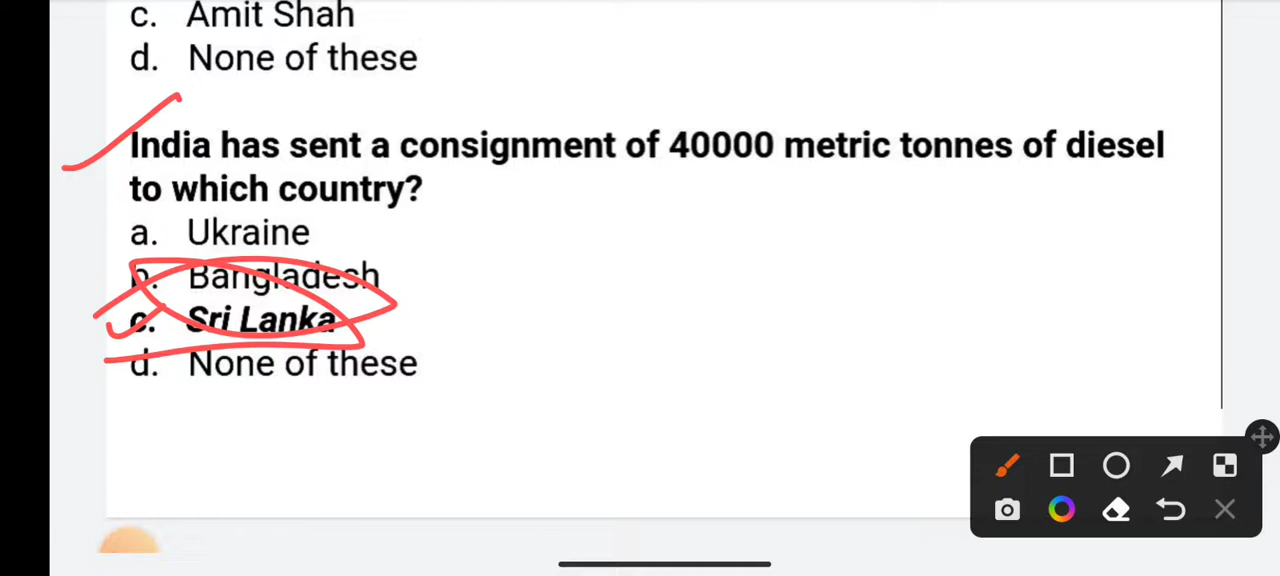 c. Amit Shah
d. None of these
India has sent a consignment of 40000 metric tonnes of diesel
to which country?
a. Ukraine
b. Bangladesh
c. Sri Lanka
d. None of these